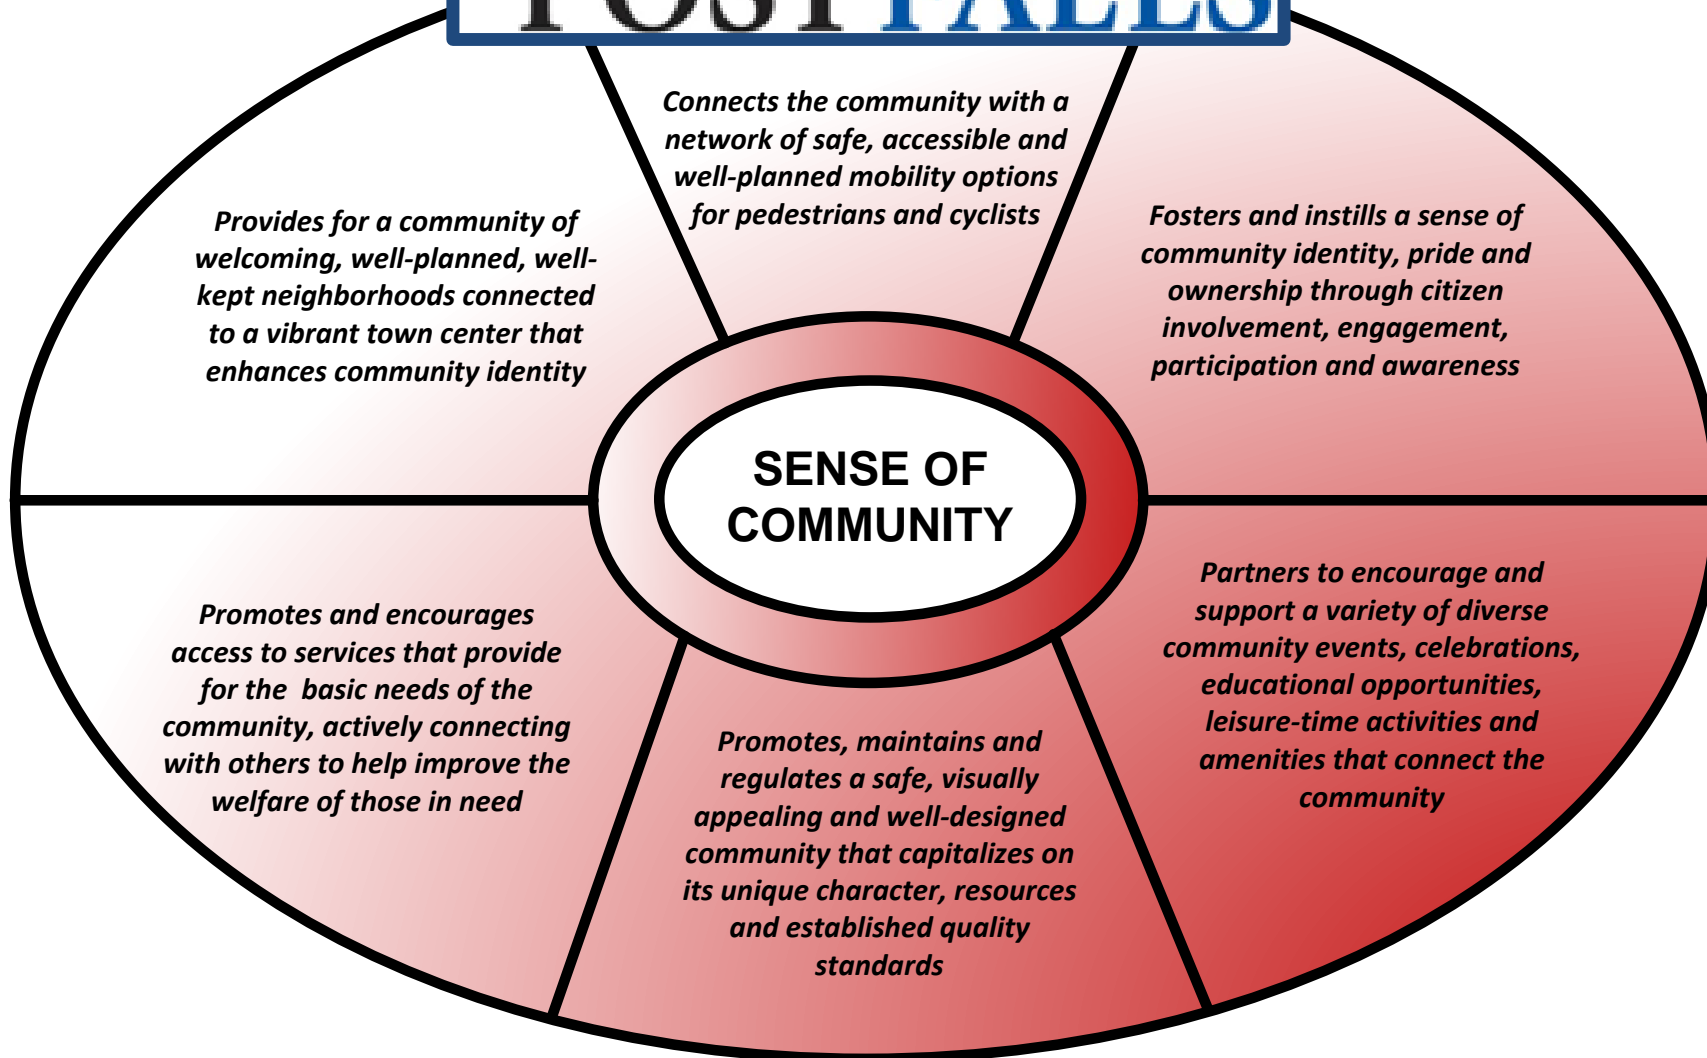 POST FALLS
Connects the community with a
network of safe, accessible and
well-planned mobility options
for pedestrians and cyclists
Provides for a community of
welcoming, well-planned, well-
kept neighborhoods connected
to a vibrant town center that
enhances community identity
Fosters and instills a sense of
community identity, pride and
ownership through citizen
involvement, engagement,
participation and awareness
SENSE OF
COMMUNITY
Promotes and encourages
access to services that provide
for the  basic needs of the
community, actively connecting
with others to help improve the
welfare of those in need
Promotes, maintains and
regulates a safe, visually
appealing and well-designed
community that capitalizes on
its unique character, resources
and established quality
standards
Partners to encourage and
support a variety of diverse
community events, celebrations,
educational opportunities,
leisure-time activities and
amenities that connect the
community